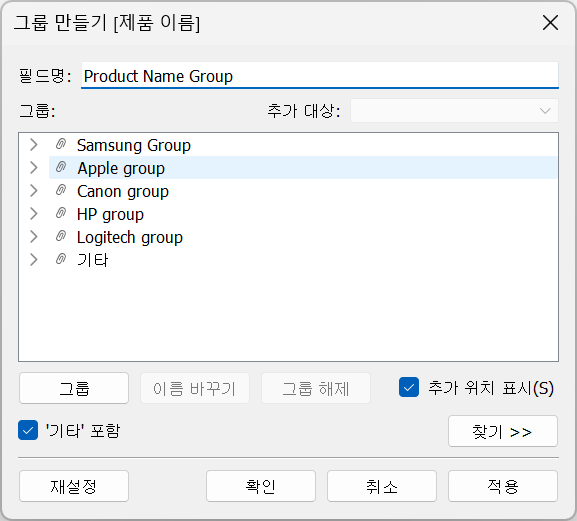 그룹 만들기 [제품 이름]
필드명: Product Name Group
그룹: 추가 대상:
Samsung Group
Apple group
Canon group
HP group
Logitech group
기타
그룹 이름 바꾸기 그룹 해제 추가 위치 표시(S)
'기타' 포함 찾기 >>
재설정 확인 취소 적용